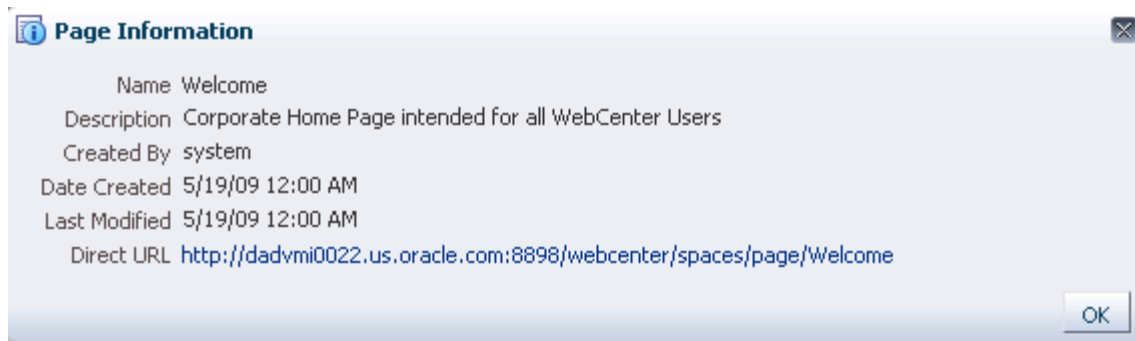 Page Information
Name Welcome
Description Corporate Home Page intended for all WebCenter Users
Created By system
Date Created 5/19/09 12:00 AM
Last Modified 5/19/09 12:00 AM
Direct URL http://dadvmi0022.us.oracle.com:8898/webcenter/spaces/page/Welcome
OK